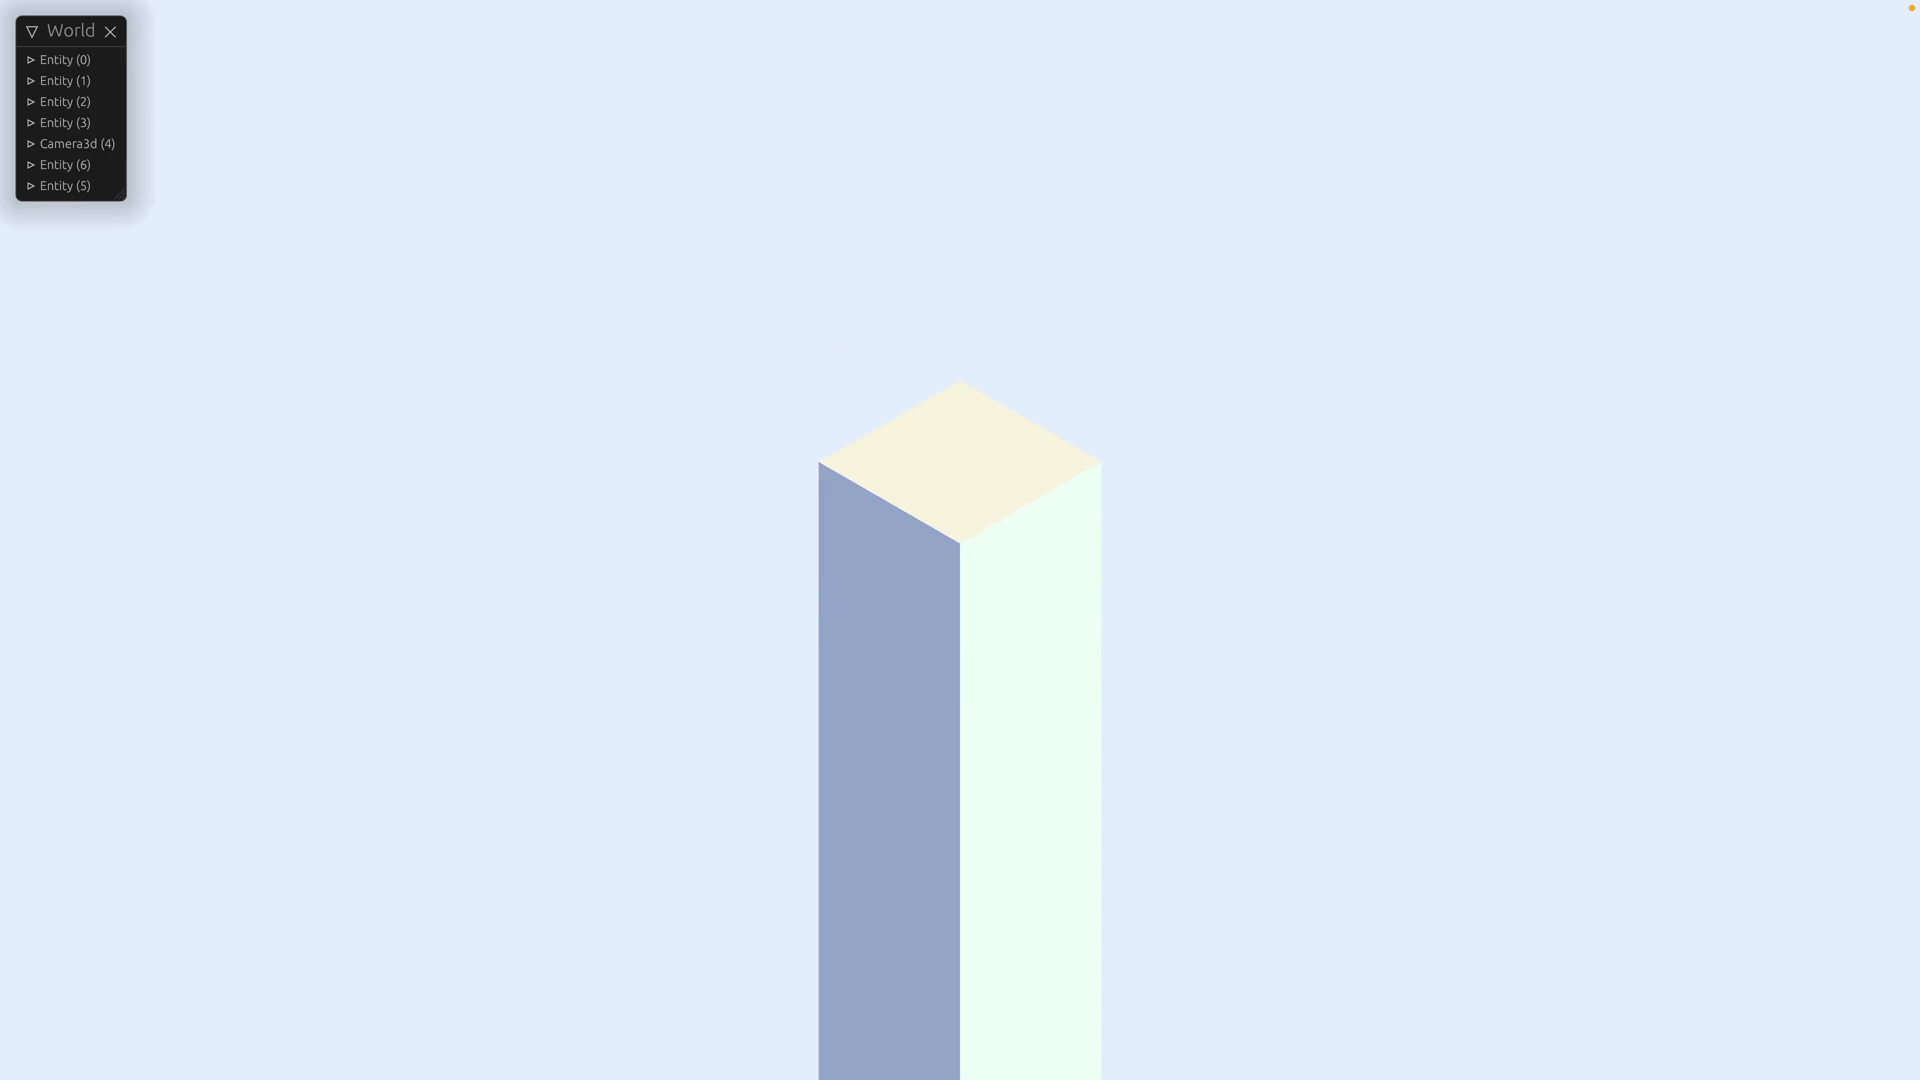 World
Entity (0)
Entity (1)
Entity (2)
Entity (3)
Camera3d (4)
Entity (6)
Entity (5)